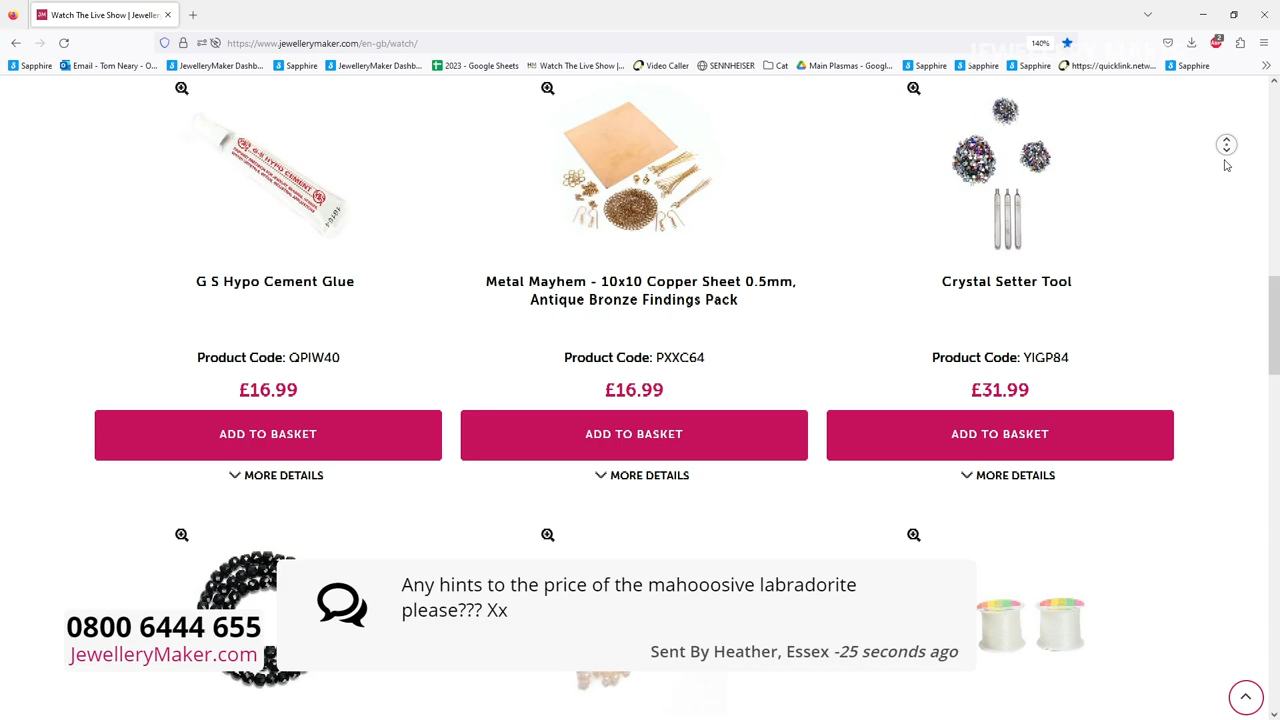 Watch The Live Show | Jeweller
https://www.jewellerymaker.com/en-gb/watch/
140%
2
Sapphire
Email - Tom Neary - O...
JewelleryMaker Dashb...
Sapphire
JewelleryMaker Dashb...
2023 - Google Sheets
Watch The Live Show |...
Video Caller
SENNHEISER
Cat
Main Plasmas - Googl...
Sapphire
Sapphire
Sapphire
https://quicklink.netw...
Sapphire
G-S HYPO CEMENT
G S Hypo Cement Glue
Metal Mayhem - 10x10 Copper Sheet 0.5mm,
Antique Bronze Findings Pack
Crystal Setter Tool
Product Code: QPIW40
Product Code: PXXC64
Product Code: YIGP84
£16.99
£16.99
£31.99
ADD TO BASKET
ADD TO BASKET
ADD TO BASKET
MORE DETAILS
MORE DETAILS
MORE DETAILS
Any hints to the price of the mahooosive labradorite
please??? Xx
Sent By Heather, Essex -25 seconds ago
0800 6444 655
JewelleryMaker.com